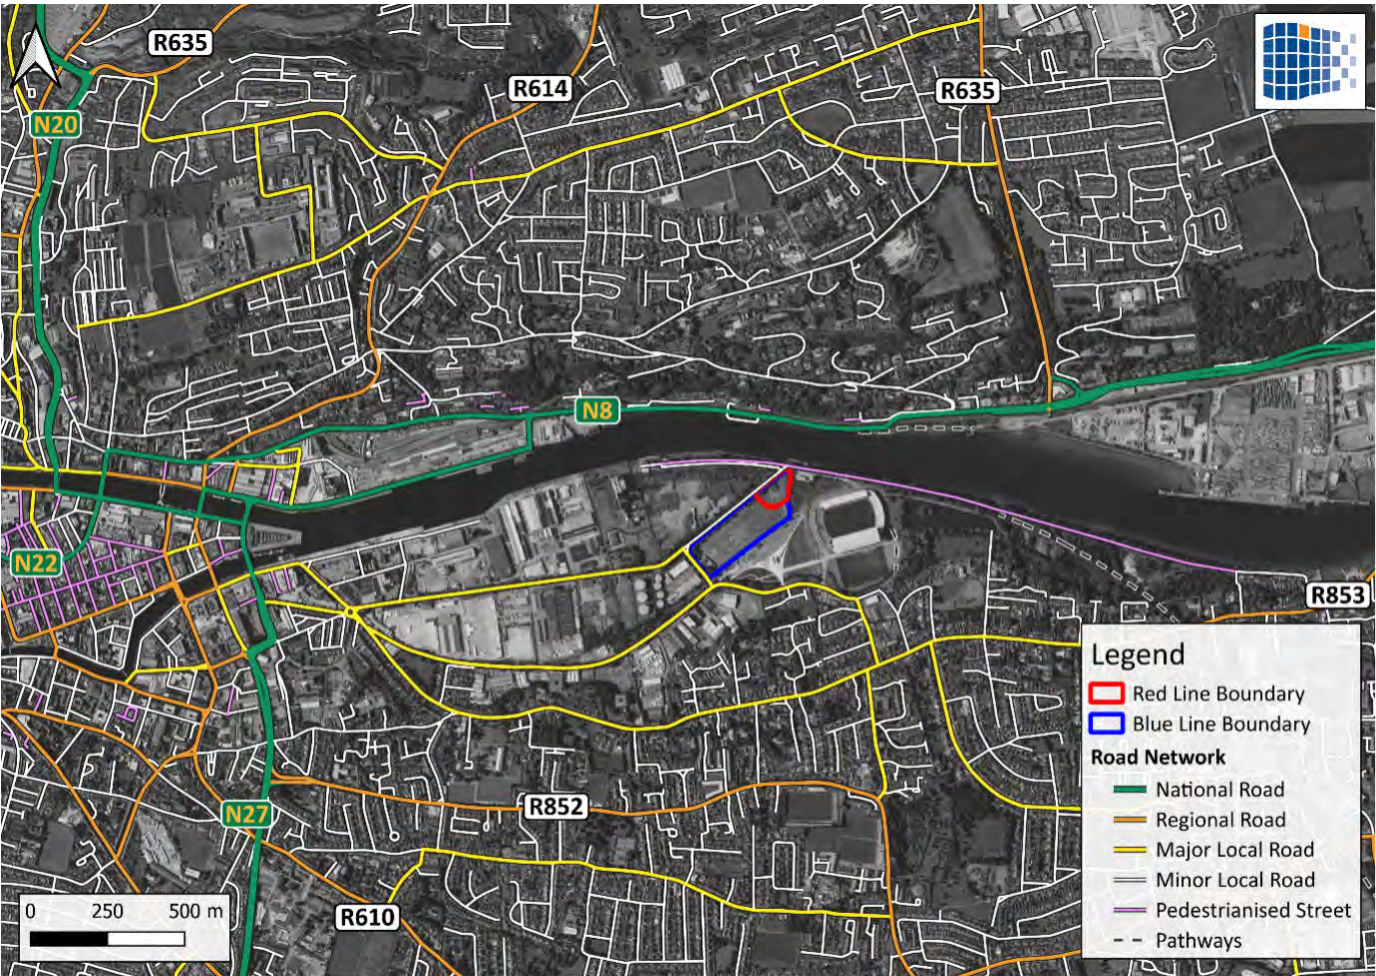 R635
R614
R635
N20
N8
N22
R853
N27
R852
R610
Legend
Red Line Boundary
Blue Line Boundary
Road Network
National Road
Regional Road
Major Local Road
Minor Local Road
Pedestrianised Street
Pathways
0 250 500 m